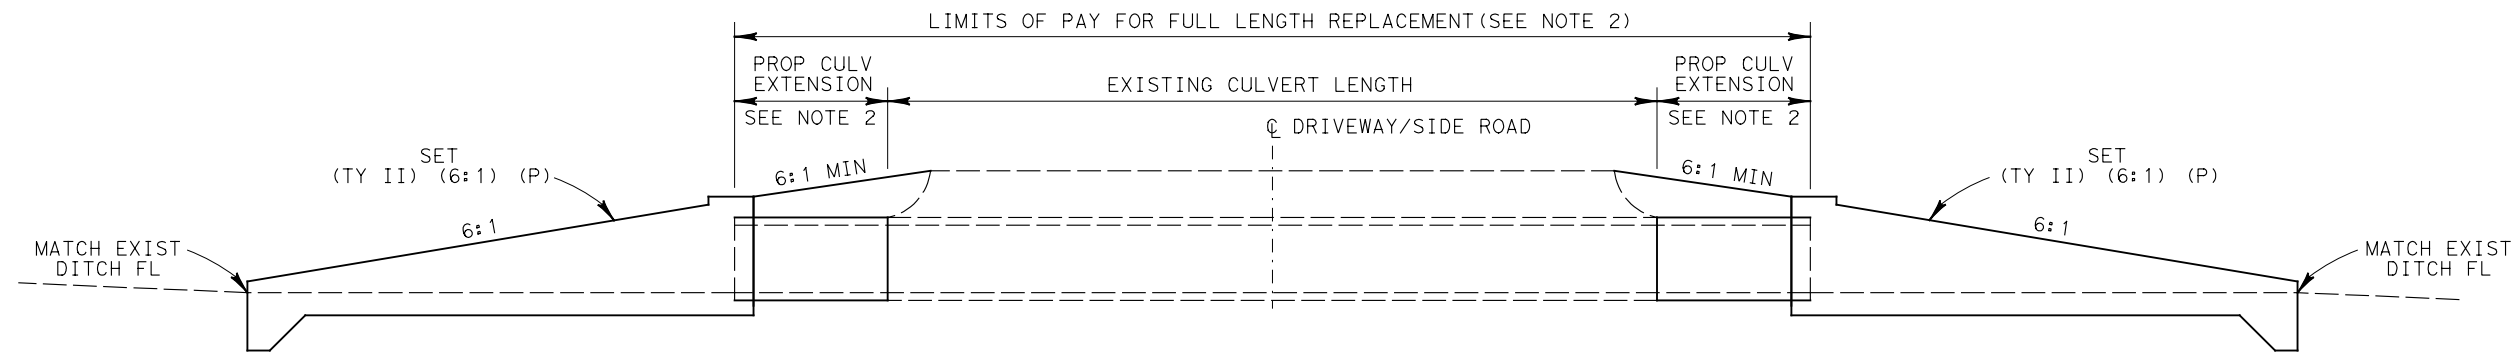 LIMITS OF PAY FOR FULL LENGTH REPLACEMENT(SEE NOTE 2)
PROP CULV
EXTENSION
SEE NOTE 2
EXISTING CULVERT LENGTH
PROP CULV
EXTENSION
SEE NOTE 2
℄ DRIVEWAY/SIDE ROAD
SET
(TY II) (6:1) (P)
6:1 MIN
6:1 MIN
SET
(TY II) (6:1) (P)
6:1
6:1
MATCH EXIST
DITCH FL
MATCH EXIST
DITCH FL